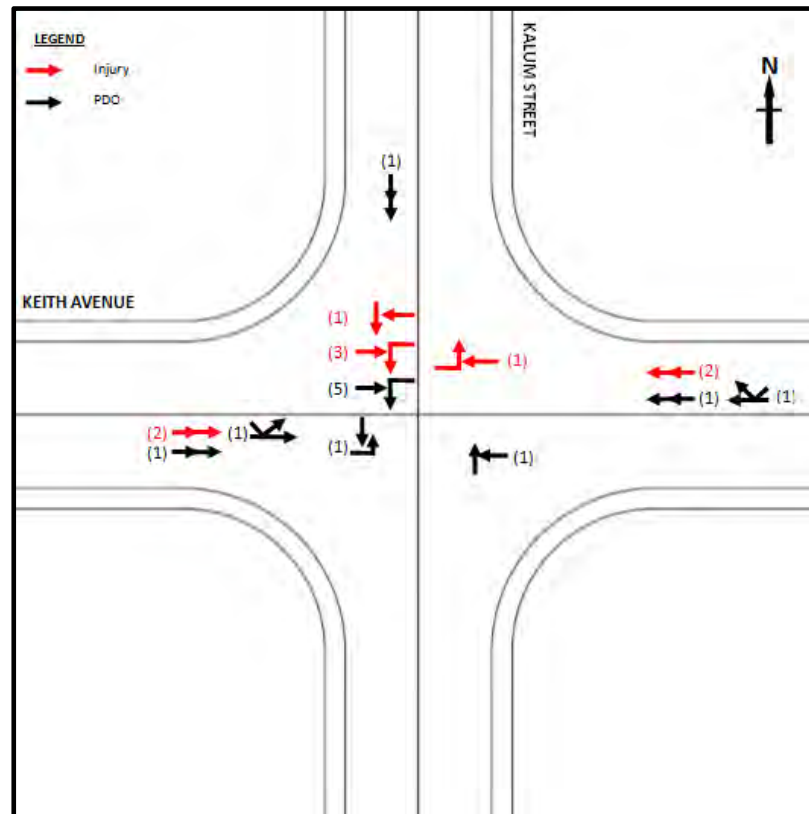 LEGEND
Injury
PDO
KALUM STREET
N
(1)
KEITH AVENUE
(1)
(3)
(1)
(2)
(5)
(1)
(1)
(2)
(1)
(1)
(1)
(1)